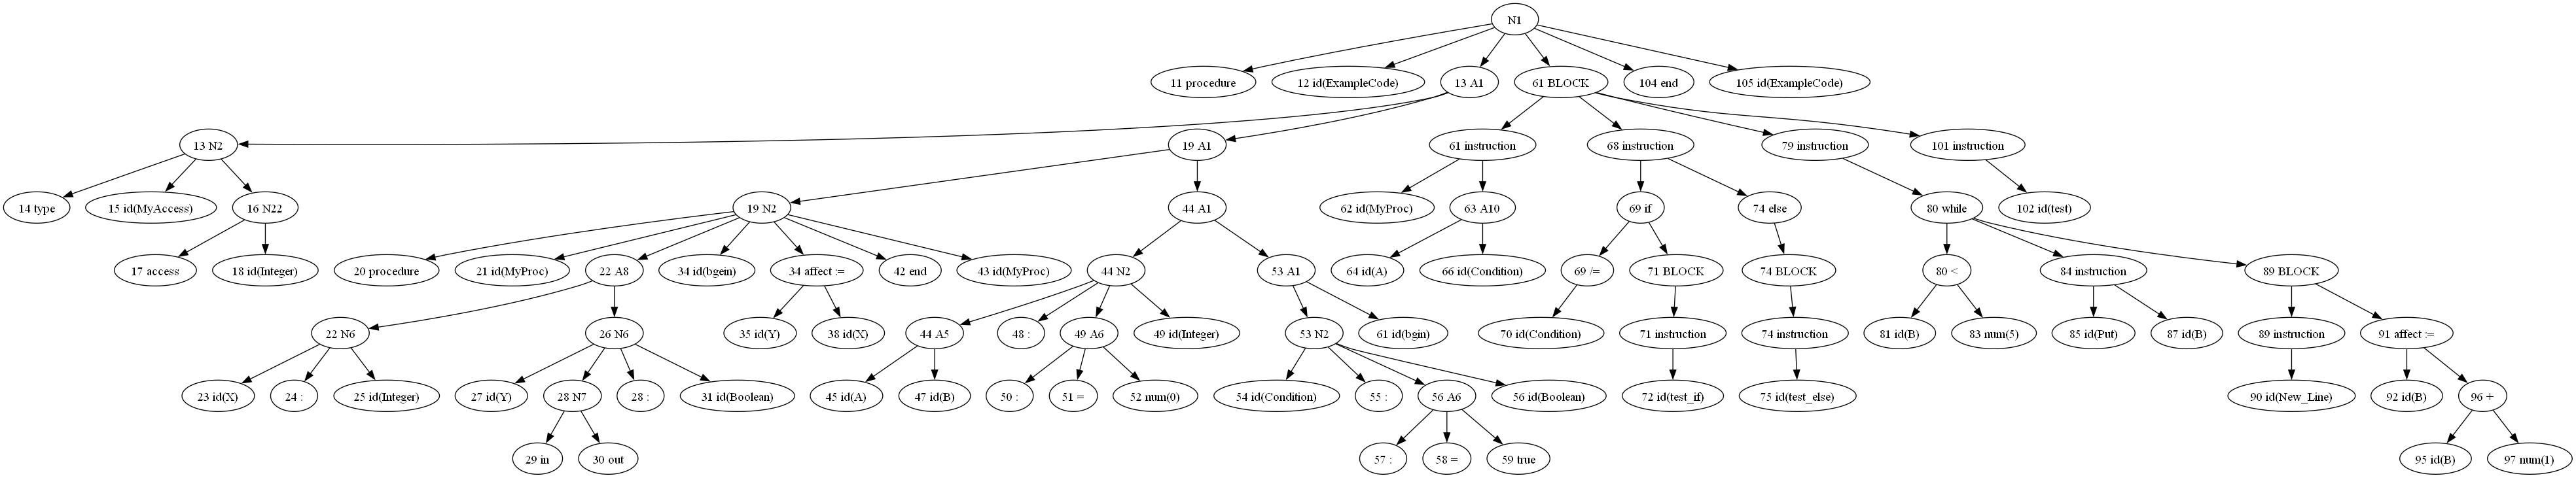 N1
11 procedure
12 id(ExampleCode)
13 A1
61 BLOCK
104 end
105 id(ExampleCode)
13 N2
19 A1
61 instruction
68 instruction
79 instruction
101 instruction
14 type
15 id(MyAccess)
16 N22
19 N2
44 A1
62 id(MyProc)
63 A10
69 if
74 else
80 while
102 id(test)
17 access
18 id(Integer)
20 procedure
21 id(MyProc)
22 A8
34 id(bgein)
34 affect :=
42 end
43 id(MyProc)
44 N2
53 A1
64 id(A)
66 id(Condition)
69 /=
71 BLOCK
74 BLOCK
80 <
84 instruction
89 BLOCK
22 N6
26 N6
35 id(Y)
38 id(X)
44 A5
48 :
49 A6
49 id(Integer)
53 N2
61 id(bgin)
70 id(Condition)
71 instruction
74 instruction
81 id(B)
83 num(5)
85 id(Put)
87 id(B)
89 instruction
91 affect :=
23 id(X)
24 :
25 id(Integer)
27 id(Y)
28 N7
28 :
31 id(Boolean)
45 id(A)
47 id(B)
50 :
51 =
52 num(0)
54 id(Condition)
55 :
56 A6
56 id(Boolean)
72 id(test_if)
75 id(test_else)
90 id(New_Line)
92 id(B)
96 +
29 in
30 out
57 :
58 =
59 true
95 id(B)
97 num(1)